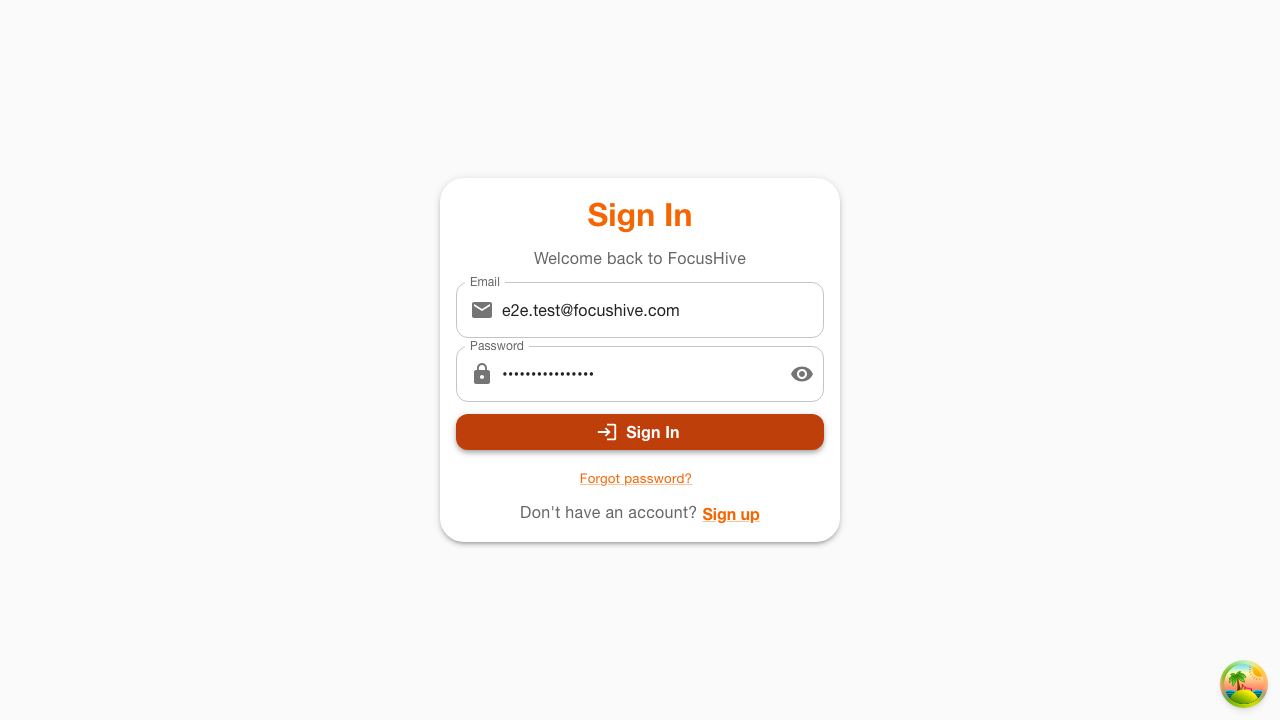 Sign In
Welcome back to FocusHive
Email
e2e.test@focushive.com
Password
••••••••••••••••
Sign In
Forgot password?
Don't have an account? Sign up